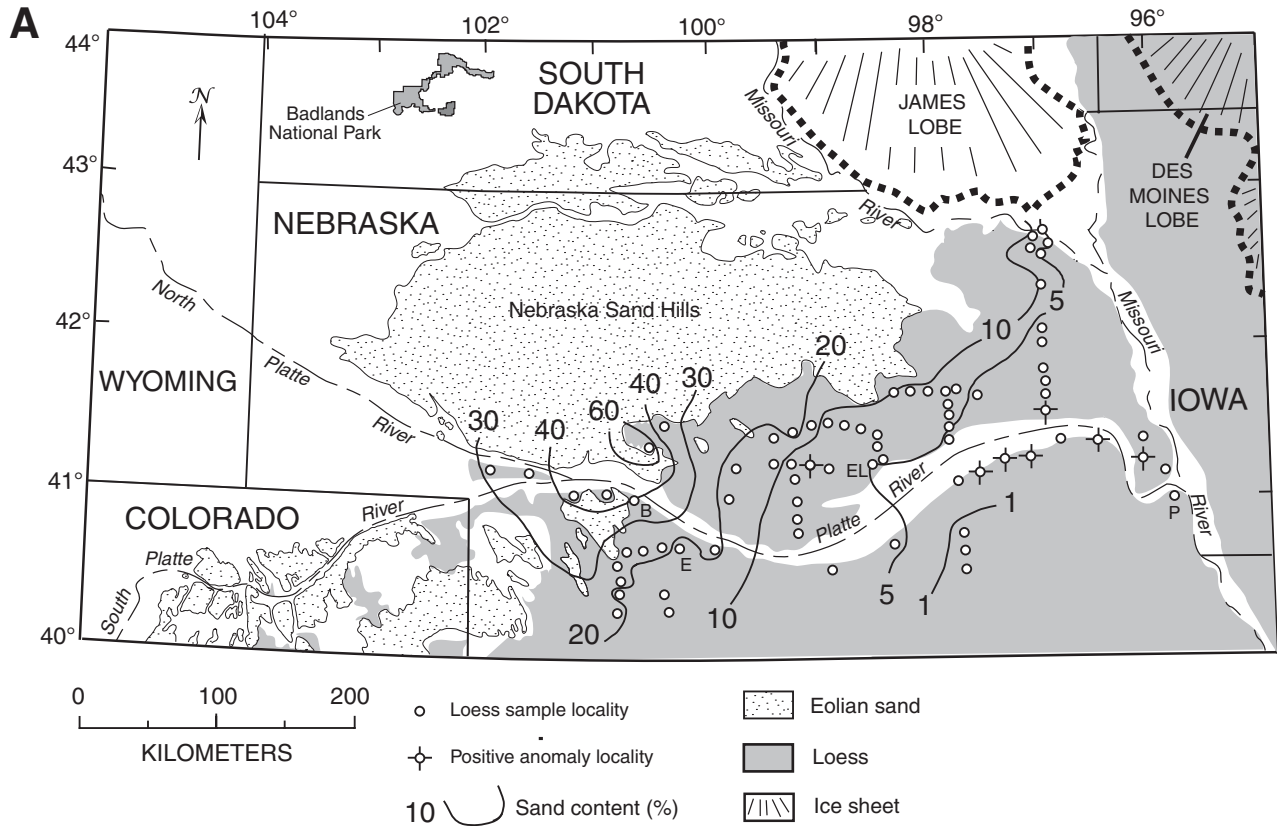 A
104°
102°
100°
98°
96°
44°
43°
42°
41°
40°
N
Badlands
National Park
SOUTH
DAKOTA
Missouri
River
JAMES
LOBE
DES
MOINES
LOBE
NEBRASKA
Nebraska Sand Hills
North
Platte
River
WYOMING
IOWA
Missouri
River
COLORADO
South
Platte
River
Platte
River
30
40
60
40
30
20
10
5
20
10
5
1
1
B
E
EL
P
0
100
200
KILOMETERS
Loess sample locality
Positive anomaly locality
10
Sand content (%)
Eolian sand
Loess
Ice sheet